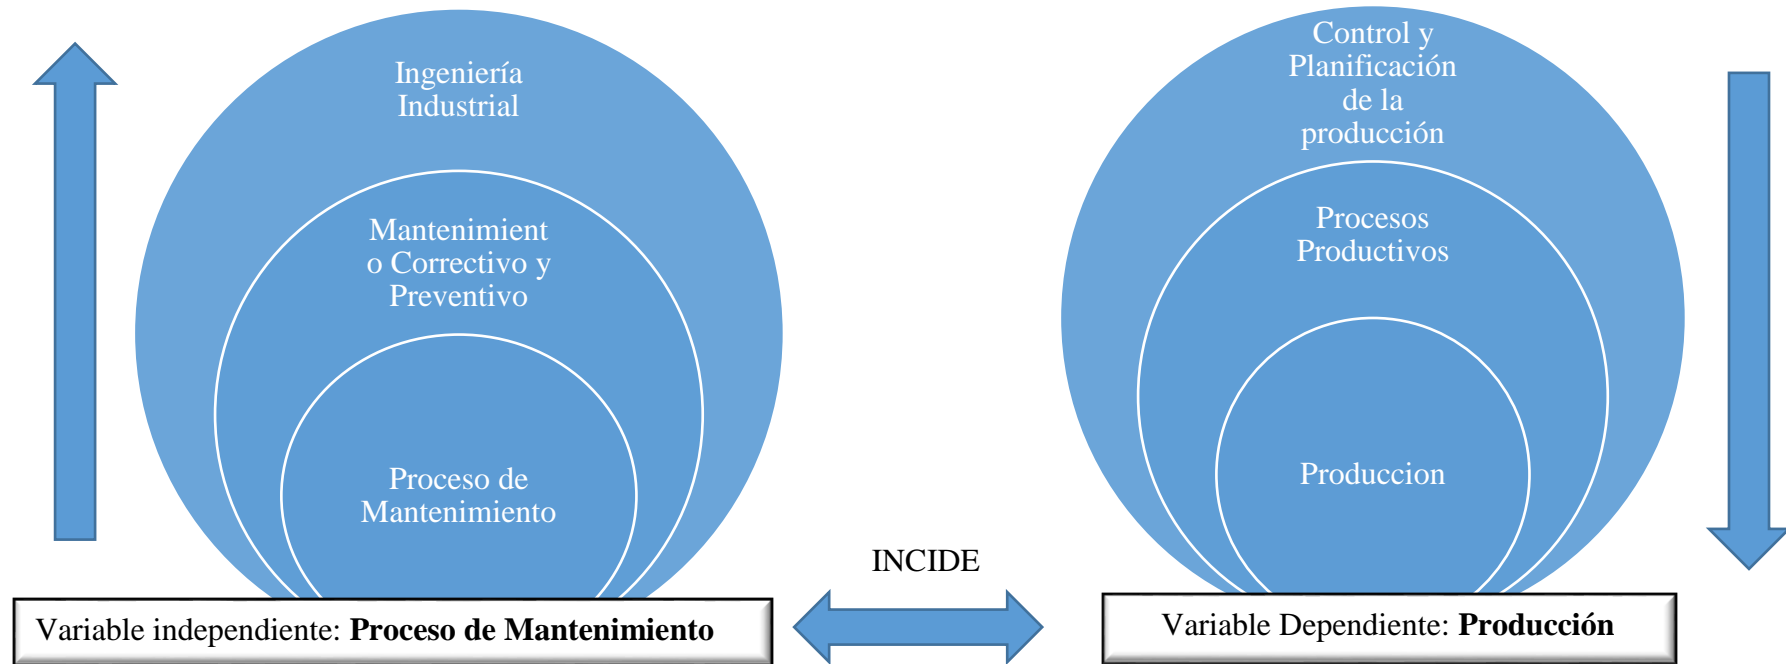 Ingeniería
Industrial
Mantenimient
o Correctivo y
Preventivo
Proceso de
Mantenimiento
Variable independiente: Proceso de Mantenimiento
INCIDE
Control y
Planificación
de la
producción
Procesos
Productivos
Produccion
Variable Dependiente: Producción